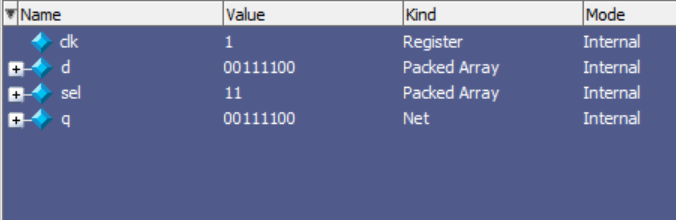 Name Value Kind Mode
clk 1 Register Internal
d 00111100 Packed Array Internal
sel 11 Packed Array Internal
q 00111100 Net Internal